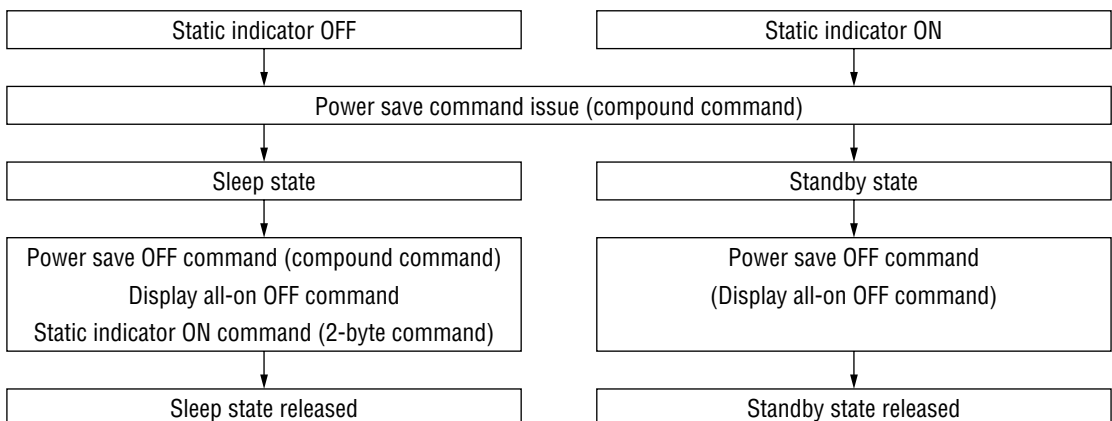 Static indicator OFF
Static indicator ON
Power save command issue (compound command)
Sleep state
Standby state
Power save OFF command (compound command)
Display all-on OFF command
Static indicator ON command (2-byte command)
Power save OFF command
(Display all-on OFF command)
Sleep state released
Standby state released